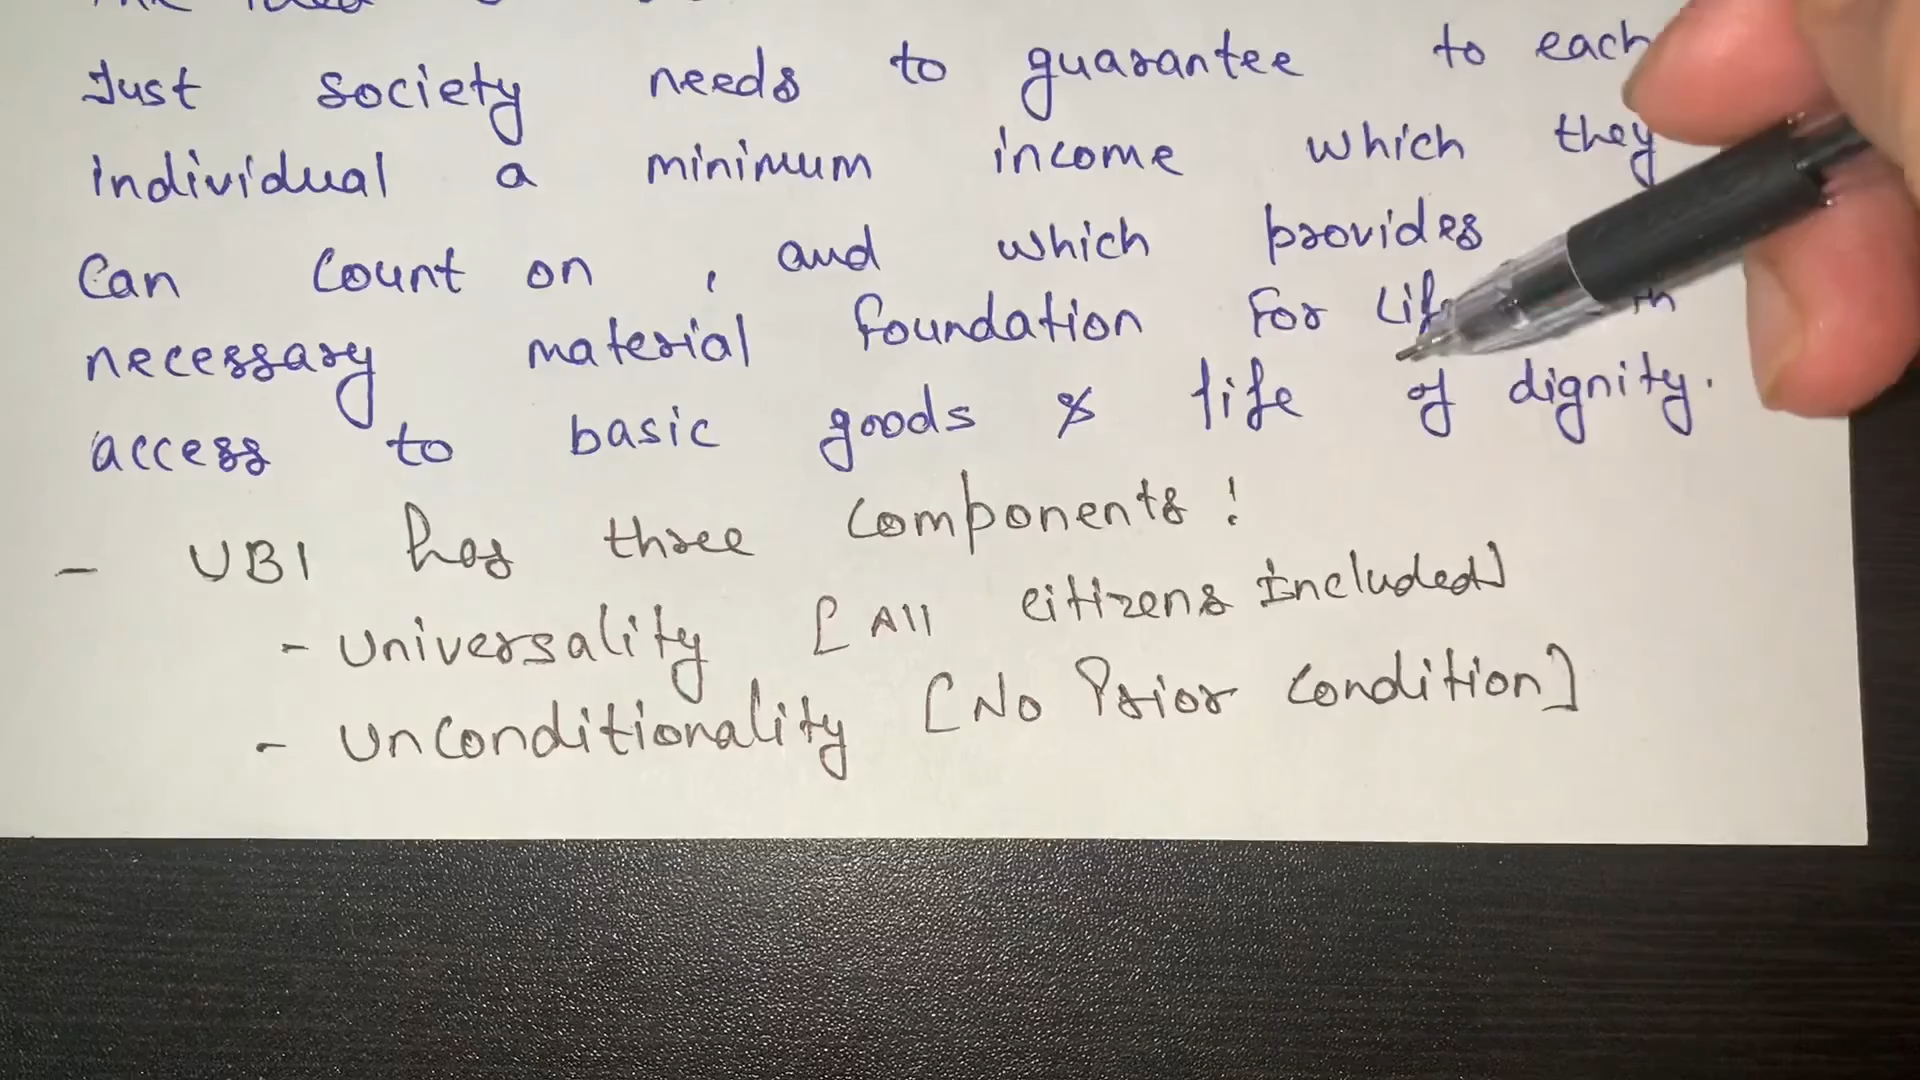 Just society needs to guarantee to each
individual a minimum income which they
Can Count on , and which provides
necessary material foundation For
access to basic goods & life of dignity.
- UBI has three components :
- Universality [All citizens Included]
- Unconditionality [No Prior Condition]